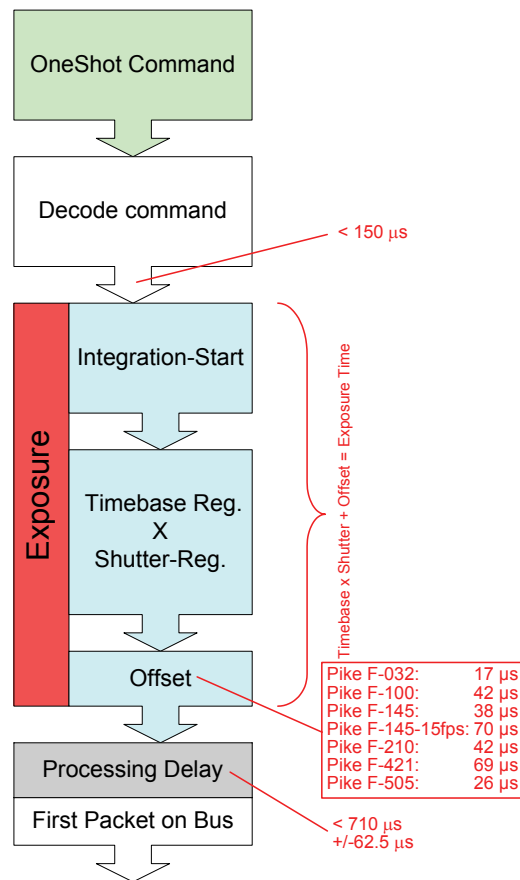 OneShot Command
Decode command
< 150 µs
Exposure
Integration-Start
Timebase Reg.
X
Shutter-Reg.
Timebase x Shutter + Offset = Exposure Time
Offset
Pike F-032: 17 µs
Pike F-100: 42 µs
Pike F-145: 38 µs
Pike F-145-15fps: 70 µs
Pike F-210: 42 µs
Pike F-421: 69 µs
Pike F-505: 26 µs
Processing Delay
First Packet on Bus
< 710 µs
+/-62.5 µs